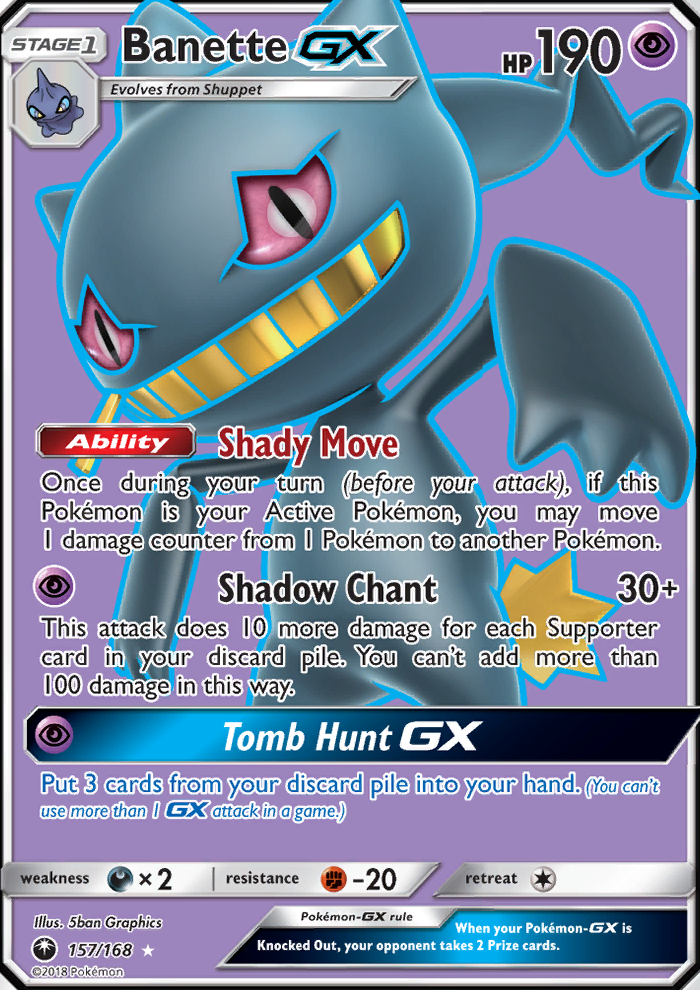 STAGE1
Banette GX
HP190
Evolves from Shuppet
Ability Shady Move
Once during your turn (before your attack), if this
Pokémon is your Active Pokémon, you may move
1 damage counter from 1 Pokémon to another Pokémon.
Shadow Chant 30+
This attack does 10 more damage for each Supporter
card in your discard pile. You can't add more than
100 damage in this way.
Tomb Hunt GX
Put 3 cards from your discard pile into your hand. (You can't
use more than 1 GX attack in a game.)
weakness ×2 resistance -20 retreat
Illus. 5ban Graphics
157/168
©2018 Pokémon
Pokémon-GX rule
When your Pokémon-GX is
Knocked Out, your opponent takes 2 Prize cards.